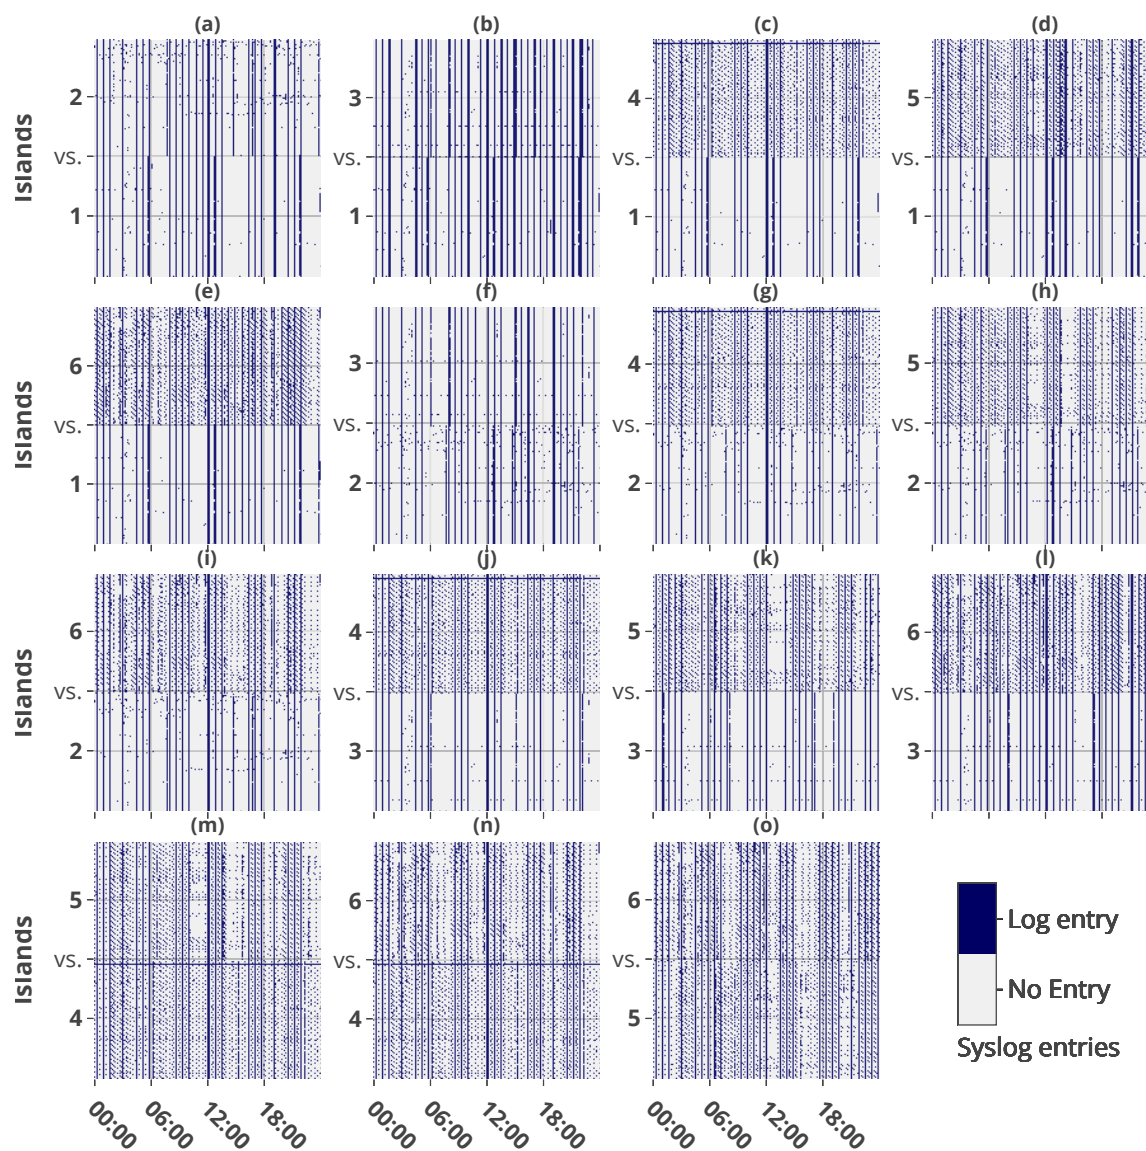 (a) (b) (c) (d)
Islands 2 vs. 1 3 vs. 1 4 vs. 1 5 vs. 1
(e) (f) (g) (h)
Islands 6 vs. 1 3 vs. 2 4 vs. 2 5 vs. 2
(i) (j) (k) (l)
Islands 6 vs. 2 4 vs. 3 5 vs. 3 6 vs. 3
(m) (n) (o)
Islands 5 vs. 4 6 vs. 4 6 vs. 5
Log entry
No Entry
Syslog entries
00:00 06:00 12:00 18:00 00:00 06:00 12:00 18:00 00:00 06:00 12:00 18:00